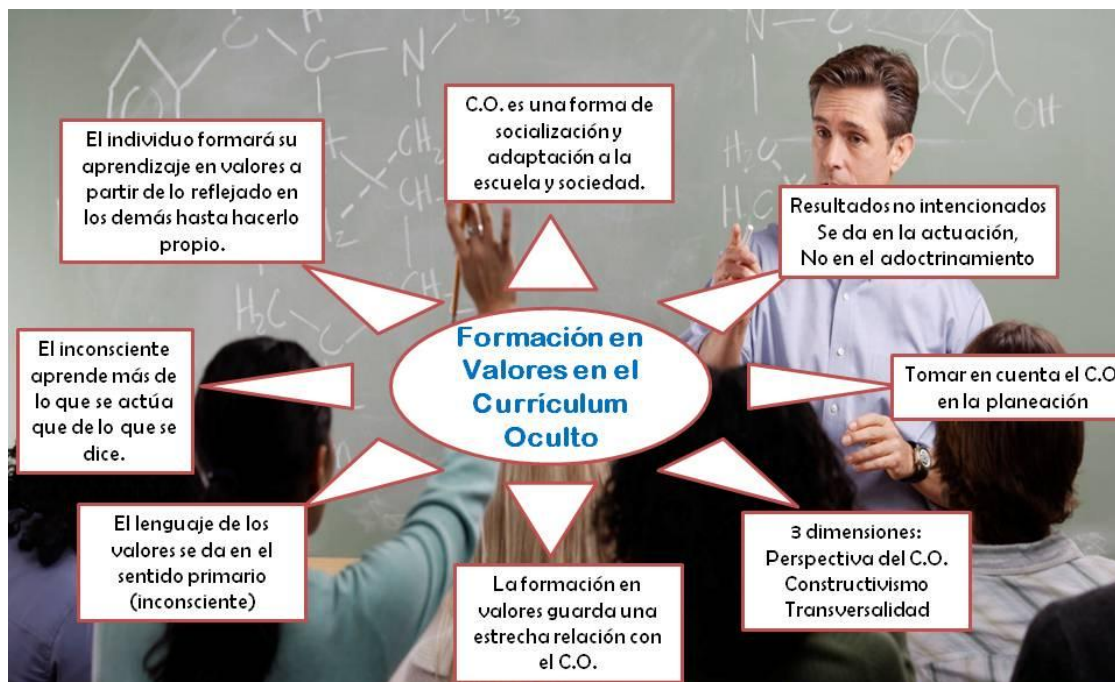 C.O. es una forma de
socialización y
adaptación a la
escuela y sociedad.
El individuo formará su
aprendizaje en valores a
partir de lo reflejado en
los demás hasta hacerlo
propio.
Resultados no intencionados
Se da en la actuación,
No en el adoctrinamiento
El inconsciente
aprende más de
lo que se actúa
que de lo que se
dice.
Formación en
Valores en el
Currículum
Oculto
Tomar en cuenta el C.O
en la planeación
El lenguaje de los
valores se da en el
sentido primario
(inconsciente)
La formación en
valores guarda una
estrecha relación con
el C.O.
3 dimensiones:
Perspectiva del C.O.
Constructivismo
Transversalidad
C
H
N
CH
OH
H₂C
CH₂
H₂C